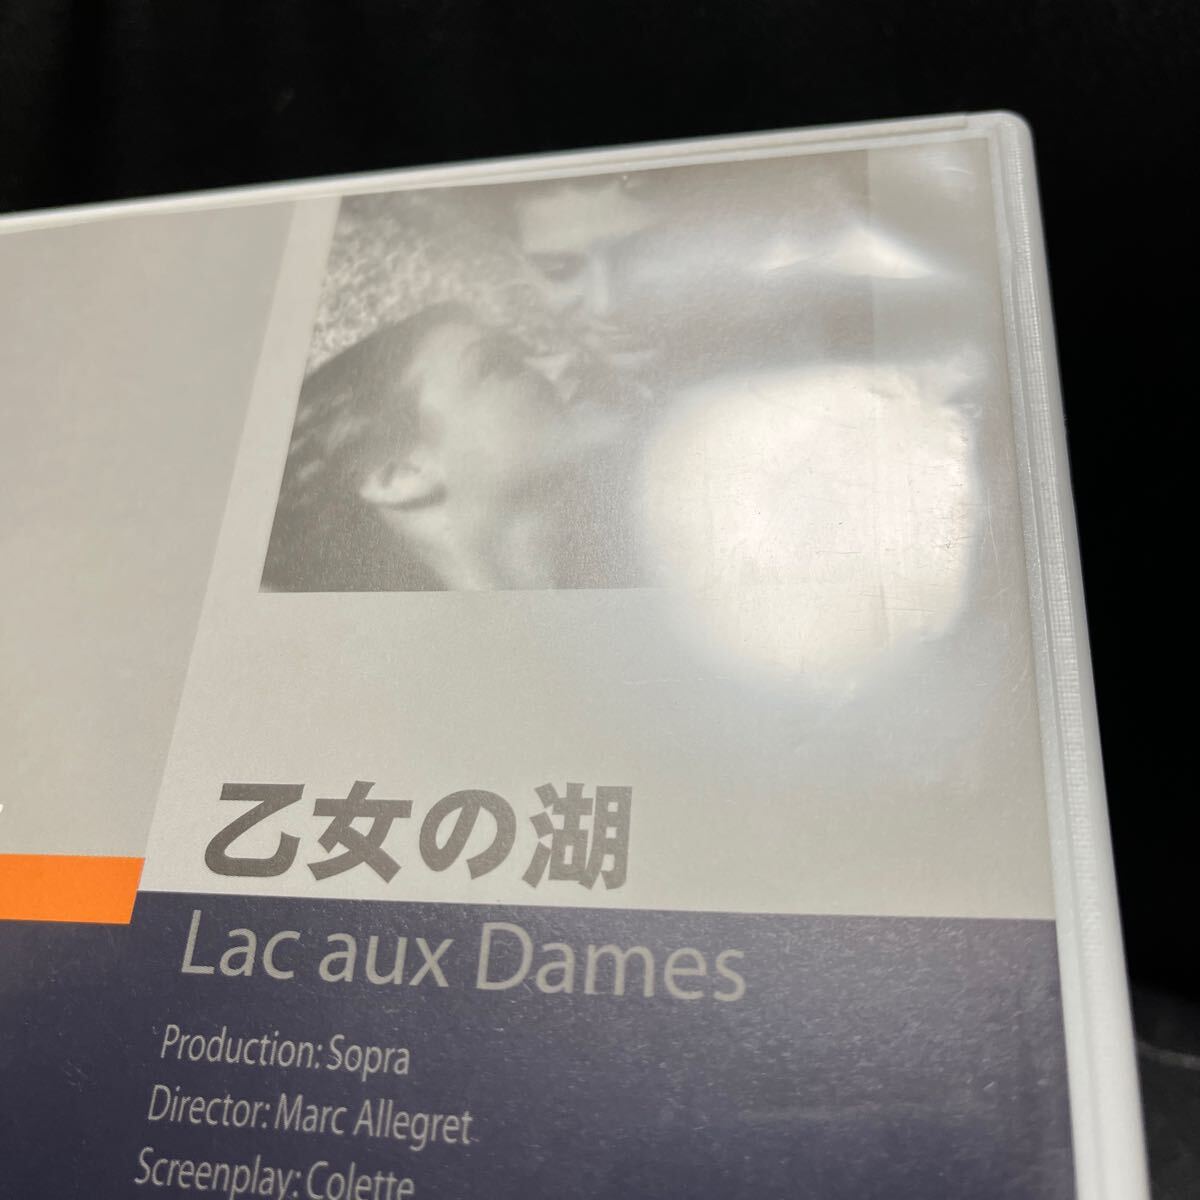 乙女の湖
Lac aux Dames
Production: Sopra
Director: Marc Allegret
Screenplay: Colette